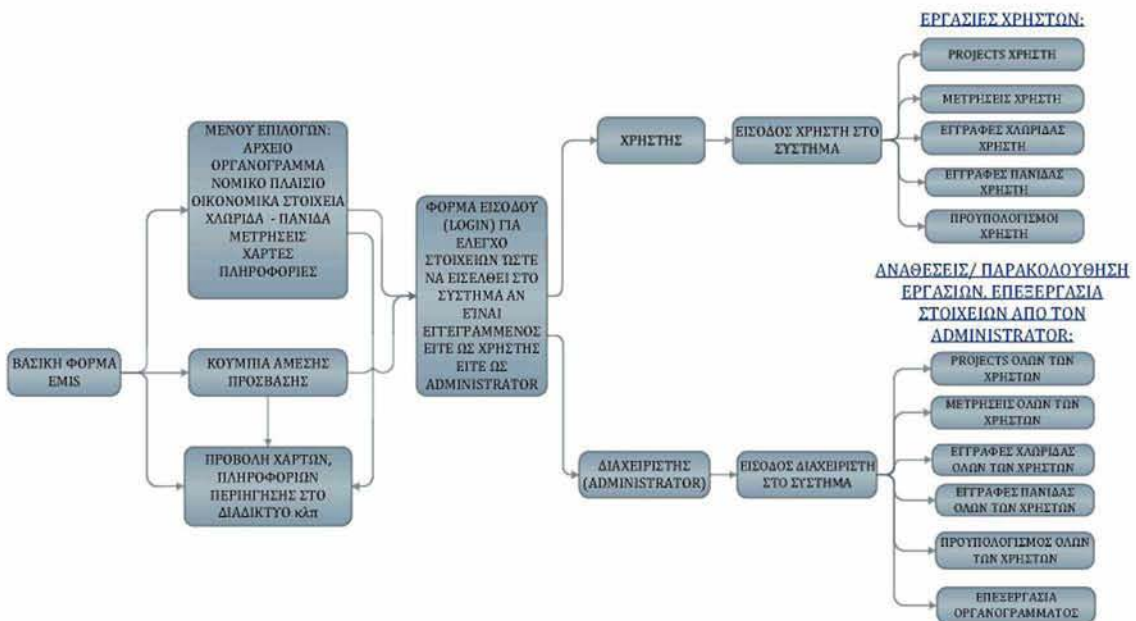 ΒΑΣΙΚΗ ΦΟΡΜΑ
EMIS
ΜΕΝΟΥ ΕΠΙΛΟΓΩΝ:
ΑΡΧΕΙΟ
ΟΡΓΑΝΟΓΡΑΜΜΑ
ΝΟΜΙΚΟ ΠΛΑΙΣΙΟ
ΟΙΚΟΝΟΜΙΚΑ ΣΤΟΙΧΕΙΑ
ΧΛΩΡΙΔΑ - ΠΑΝΙΔΑ
ΜΕΤΡΗΣΕΙΣ
ΧΑΡΤΕΣ
ΠΛΗΡΟΦΟΡΙΕΣ
ΚΟΥΜΠΙΑ ΑΜΕΣΗΣ
ΠΡΟΣΒΑΣΗΣ
ΠΡΟΒΟΛΗ ΧΑΡΤΩΝ,
ΠΛΗΡΟΦΟΡΙΩΝ
ΠΕΡΙΗΓΗΣΗΣ ΣΤΟ
ΔΙΑΔΙΚΤΥΟ κλπ
ΦΟΡΜΑ ΕΙΣΟΔΟΥ
(LOGIN) ΓΙΑ
ΕΛΕΓΧΟ
ΣΤΟΙΧΕΙΩΝ ΏΣΤΕ
ΝΑ ΕΙΣΕΛΘΕΙ ΣΤΟ
ΣΥΣΤΗΜΑ ΑΝ
ΕΊΝΑΙ
ΕΓΓΕΓΡΑΜΜΕΝΟΣ
ΕΙΤΕ ΩΣ ΧΡΗΣΤΗΣ
ΕΙΤΕ ΩΣ
ADMINISTRATOR
ΧΡΗΣΤΗΣ
ΕΙΣΟΔΟΣ ΧΡΗΣΤΗ ΣΤΟ
ΣΥΣΤΗΜΑ
ΕΡΓΑΣΙΕΣ ΧΡΗΣΤΩΝ:
PROJECTS ΧΡΗΣΤΗ
ΜΕΤΡΗΣΕΙΣ ΧΡΗΣΤΗ
ΕΓΓΡΑΦΕΣ ΧΛΩΡΙΔΑΣ
ΧΡΗΣΤΗ
ΕΓΓΡΑΦΕΣ ΠΑΝΙΔΑΣ
ΧΡΗΣΤΗ
ΠΡΟΥΠΟΛΟΓΙΣΜΟΙ
ΧΡΗΣΤΗ
ΔΙΑΧΕΙΡΙΣΤΗΣ
(ADMINISTRATOR)
ΕΙΣΟΔΟΣ ΔΙΑΧΕΙΡΙΣΤΗ
ΣΤΟ ΣΥΣΤΗΜΑ
ΑΝΑΘΕΣΕΙΣ/ ΠΑΡΑΚΟΛΟΥΘΗΣΗ
ΕΡΓΑΣΙΩΝ, ΕΠΕΞΕΡΓΑΣΙΑ
ΣΤΟΙΧΕΙΩΝ ΑΠΟ ΤΟΝ
ADMINISTRATOR:
PROJECTS ΟΛΩΝ ΤΩΝ
ΧΡΗΣΤΩΝ
ΜΕΤΡΗΣΕΙΣ ΟΛΩΝ ΤΩΝ
ΧΡΗΣΤΩΝ
ΕΓΓΡΑΦΕΣ ΧΛΩΡΙΔΑΣ
ΟΛΩΝ ΤΩΝ ΧΡΗΣΤΩΝ
ΕΓΓΡΑΦΕΣ ΠΑΝΙΔΑΣ
ΟΛΩΝ ΤΩΝ ΧΡΗΣΤΩΝ
ΠΡΟΥΠΟΛΟΓΙΣΜΟΣ ΟΛΩΝ
ΤΩΝ ΧΡΗΣΤΩΝ
ΕΠΕΞΕΡΓΑΣΙΑ
ΟΡΓΑΝΟΓΡΑΜΜΑΤΟΣ